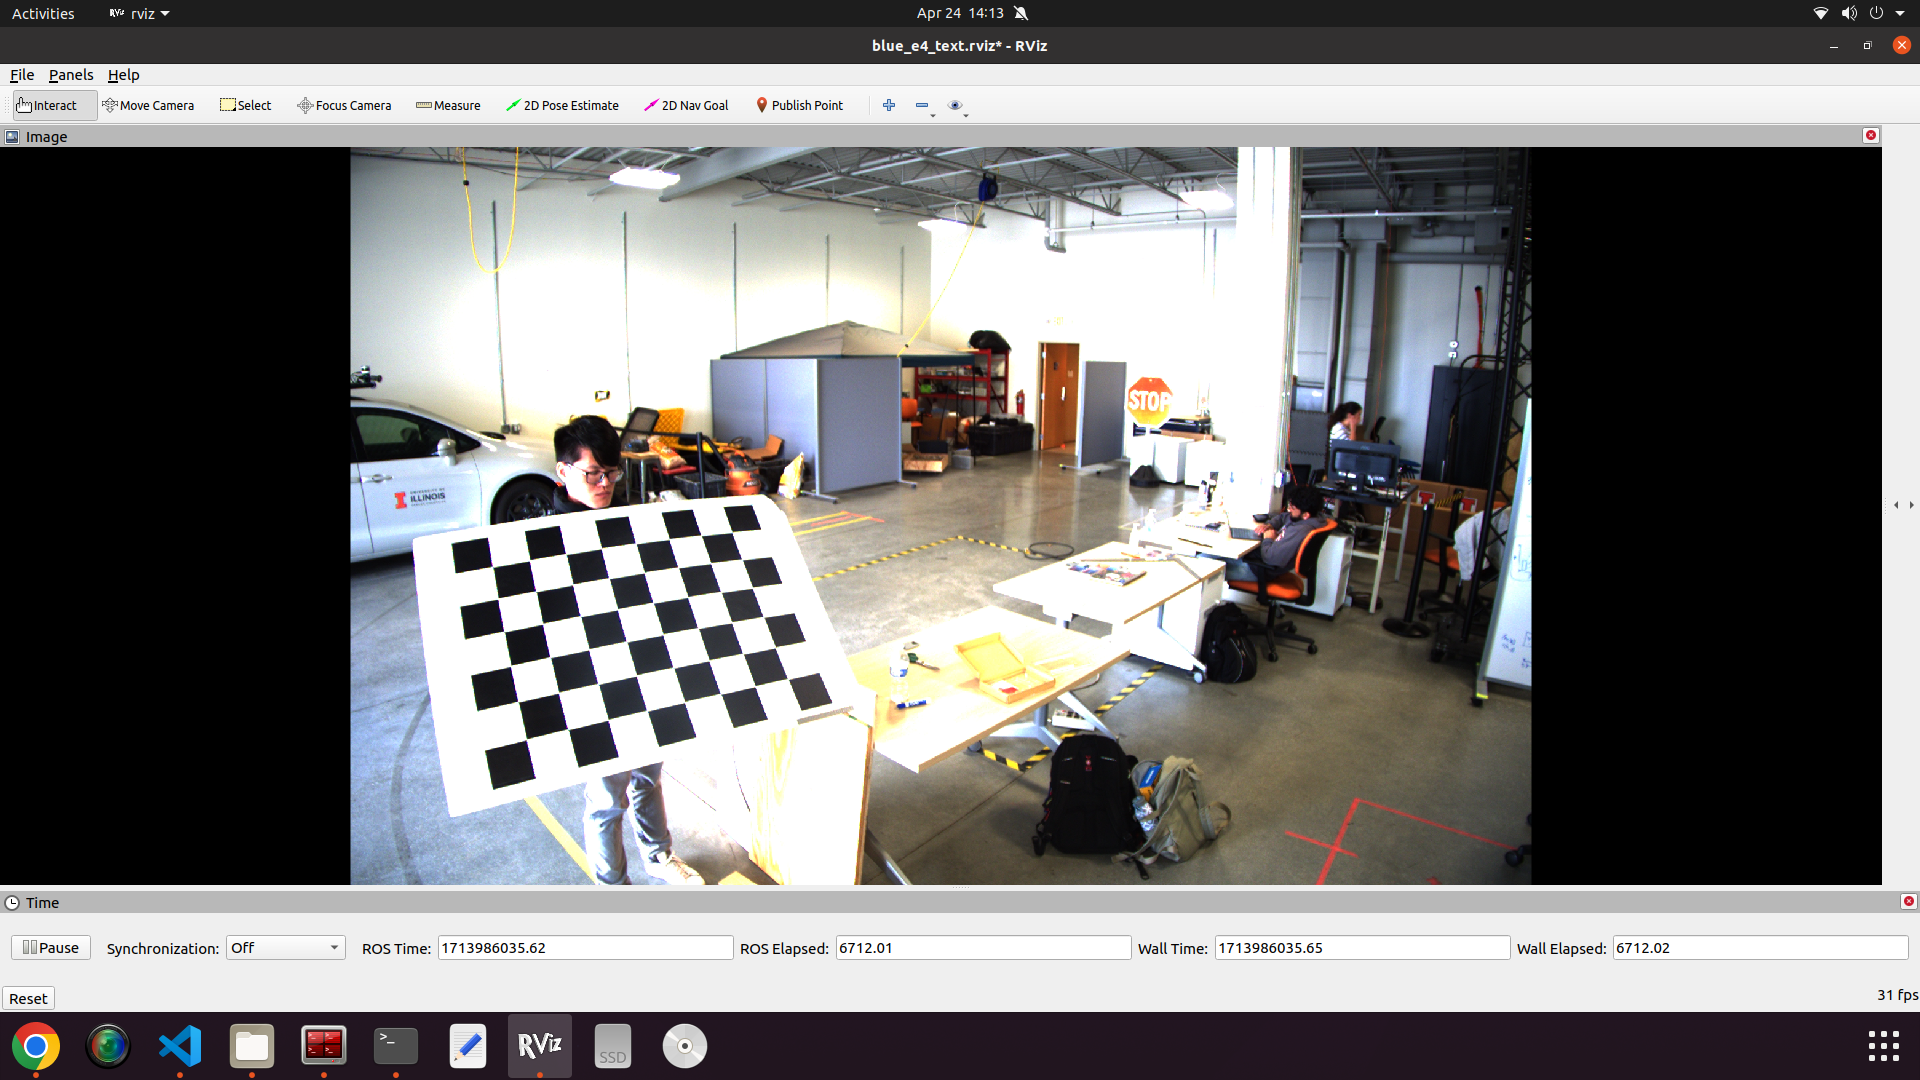 Activities
RViz rviz
Apr 24 14:13
blue_e4_text.rviz* - RViz
File Panels Help
Interact Move Camera Select Focus Camera Measure 2D Pose Estimate 2D Nav Goal Publish Point
Image
STOP
ILLINOIS
Time
Pause Synchronization: Off ROS Time: 1713986035.62 ROS Elapsed: 6712.01 Wall Time: 1713986035.65 Wall Elapsed: 6712.02
Reset
31 fps
>_
RViz
SSD